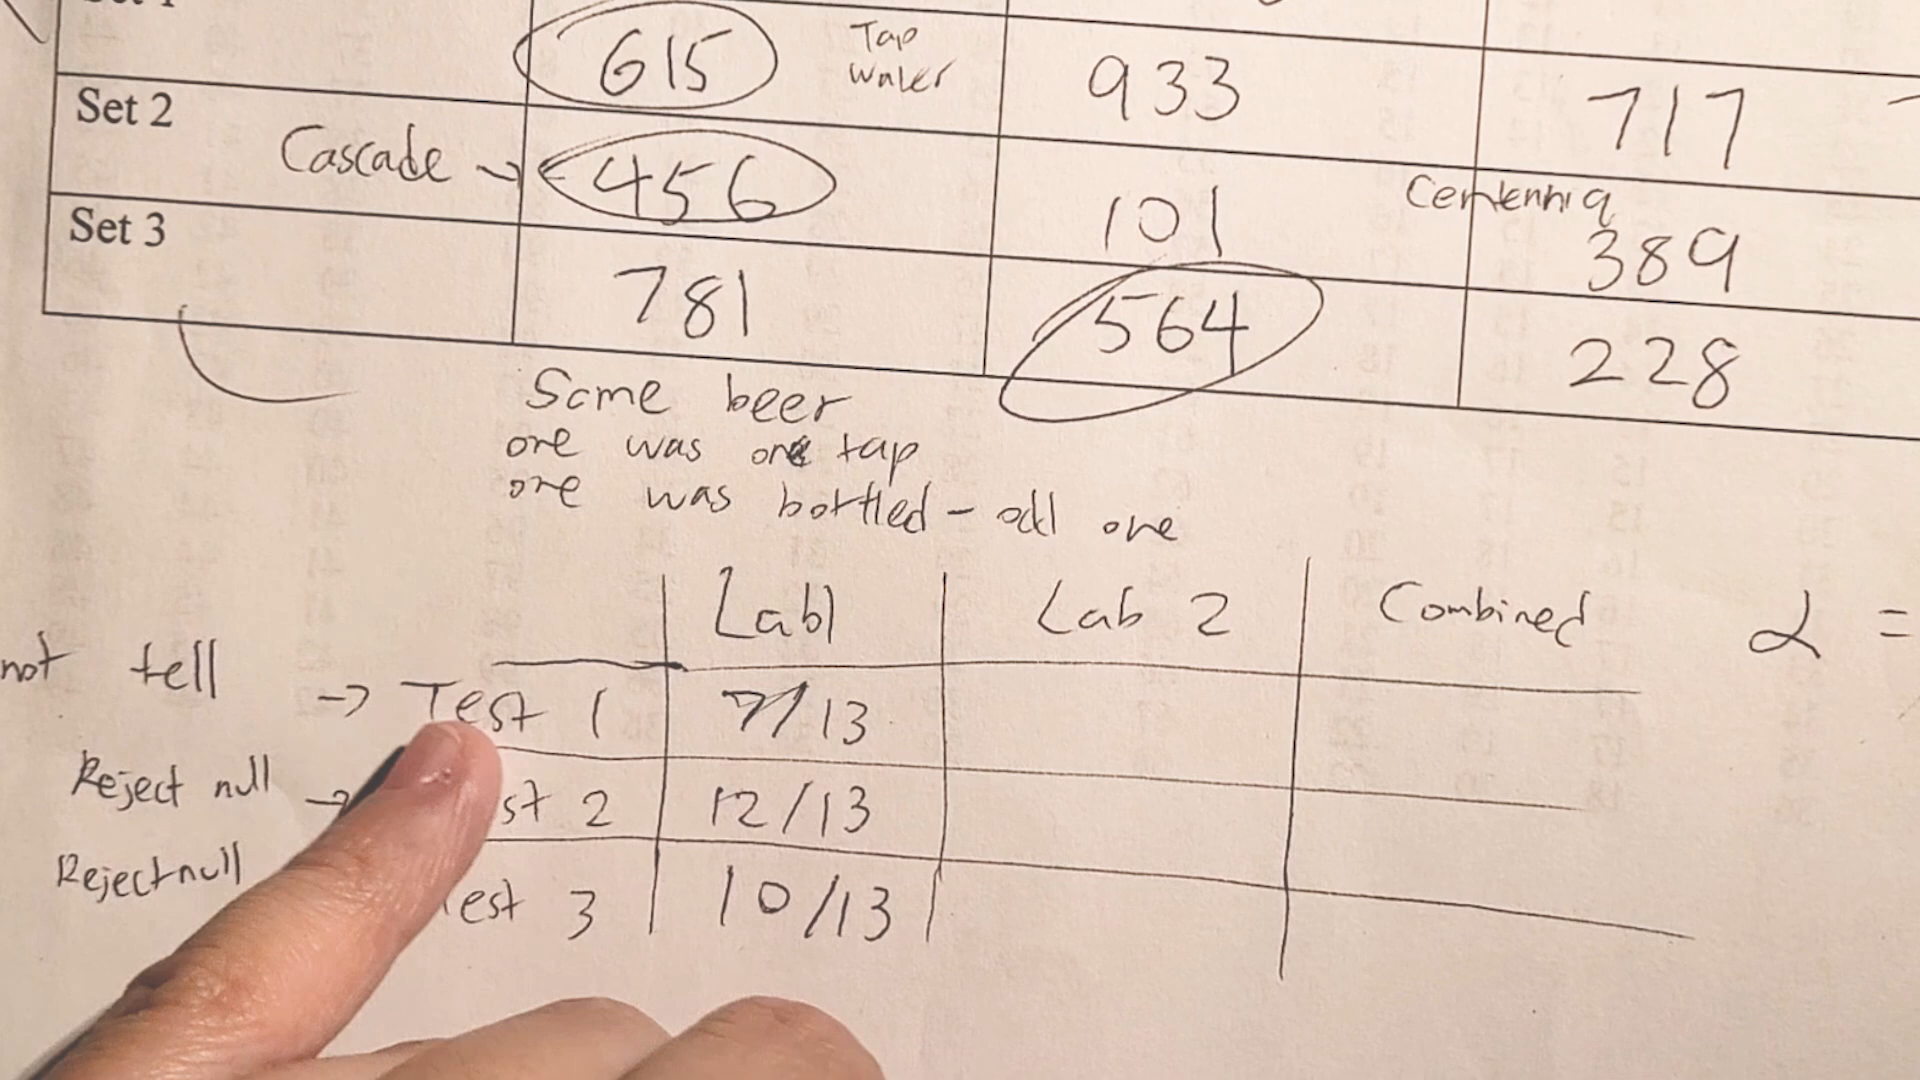 615 Tap Water 933 717
Set 2 Cascade → 456 101 Centennia 389
Set 3 781 564 228
Some beer
one was one tap
one was bottled - odd one
Lab1 Lab 2 Combined α =
not tell → Test 1 7/13
Reject null → st 2 12/13
Reject null est 3 10/13